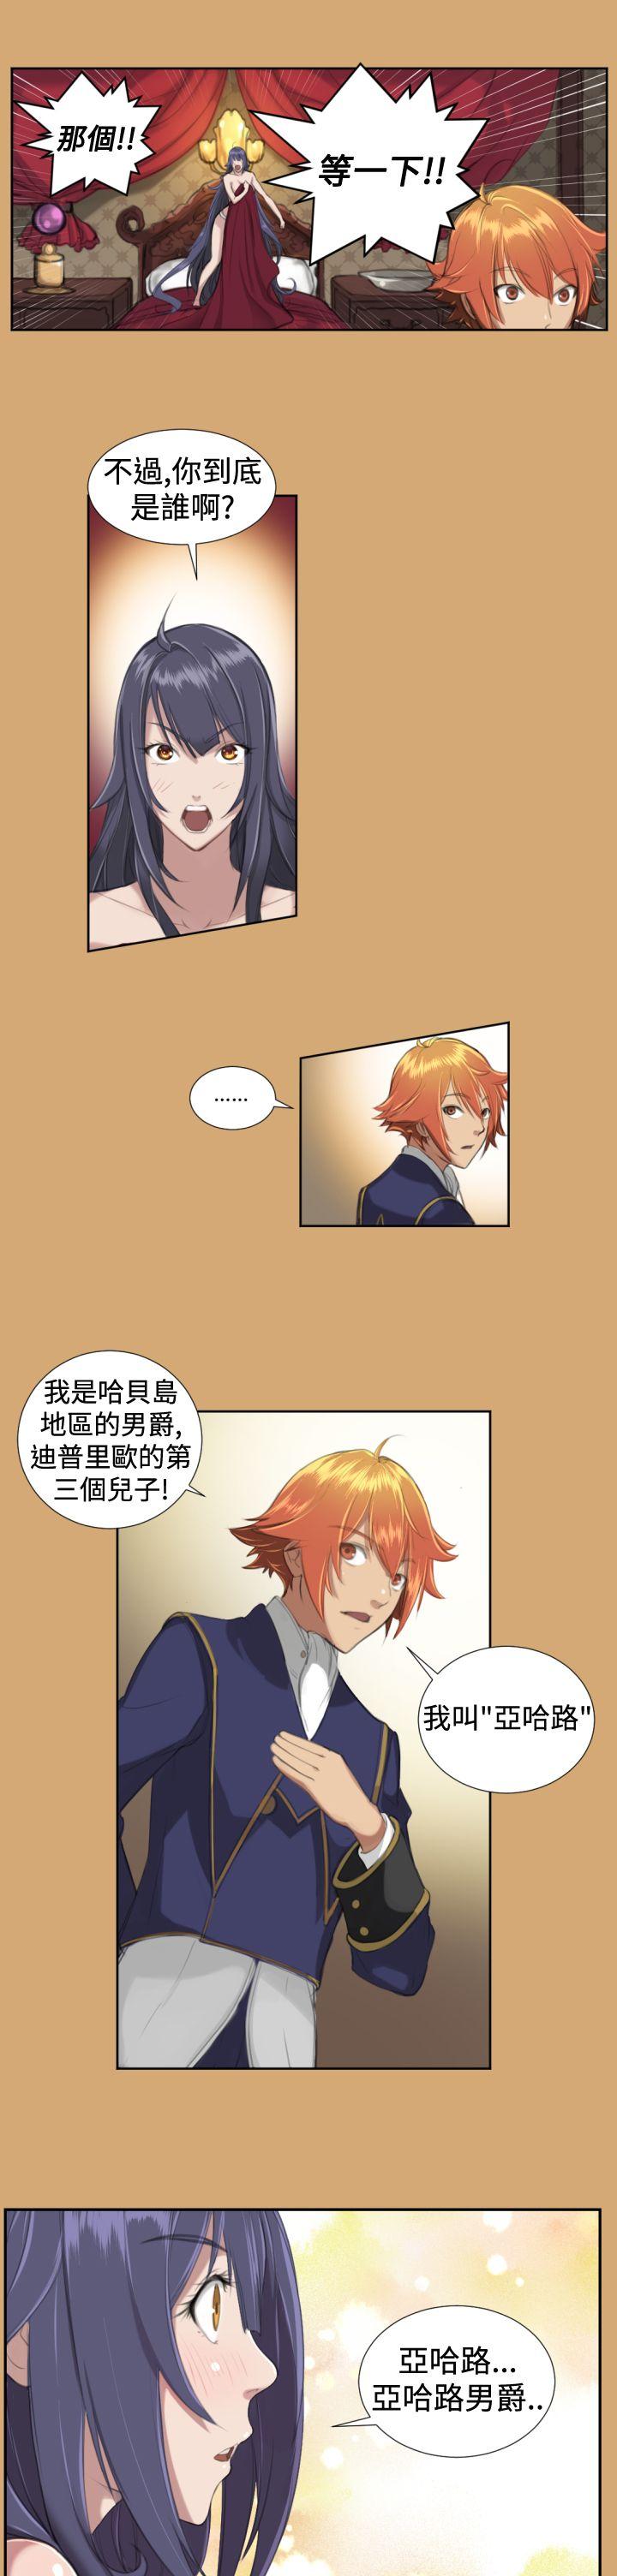 那個!!
等一下!!
不過,你到底
是誰啊?
......
我是哈貝島
地區的男爵,
迪普里歐的第
三個兒子!
我叫"亞哈路"
亞哈路...
亞哈路男爵..